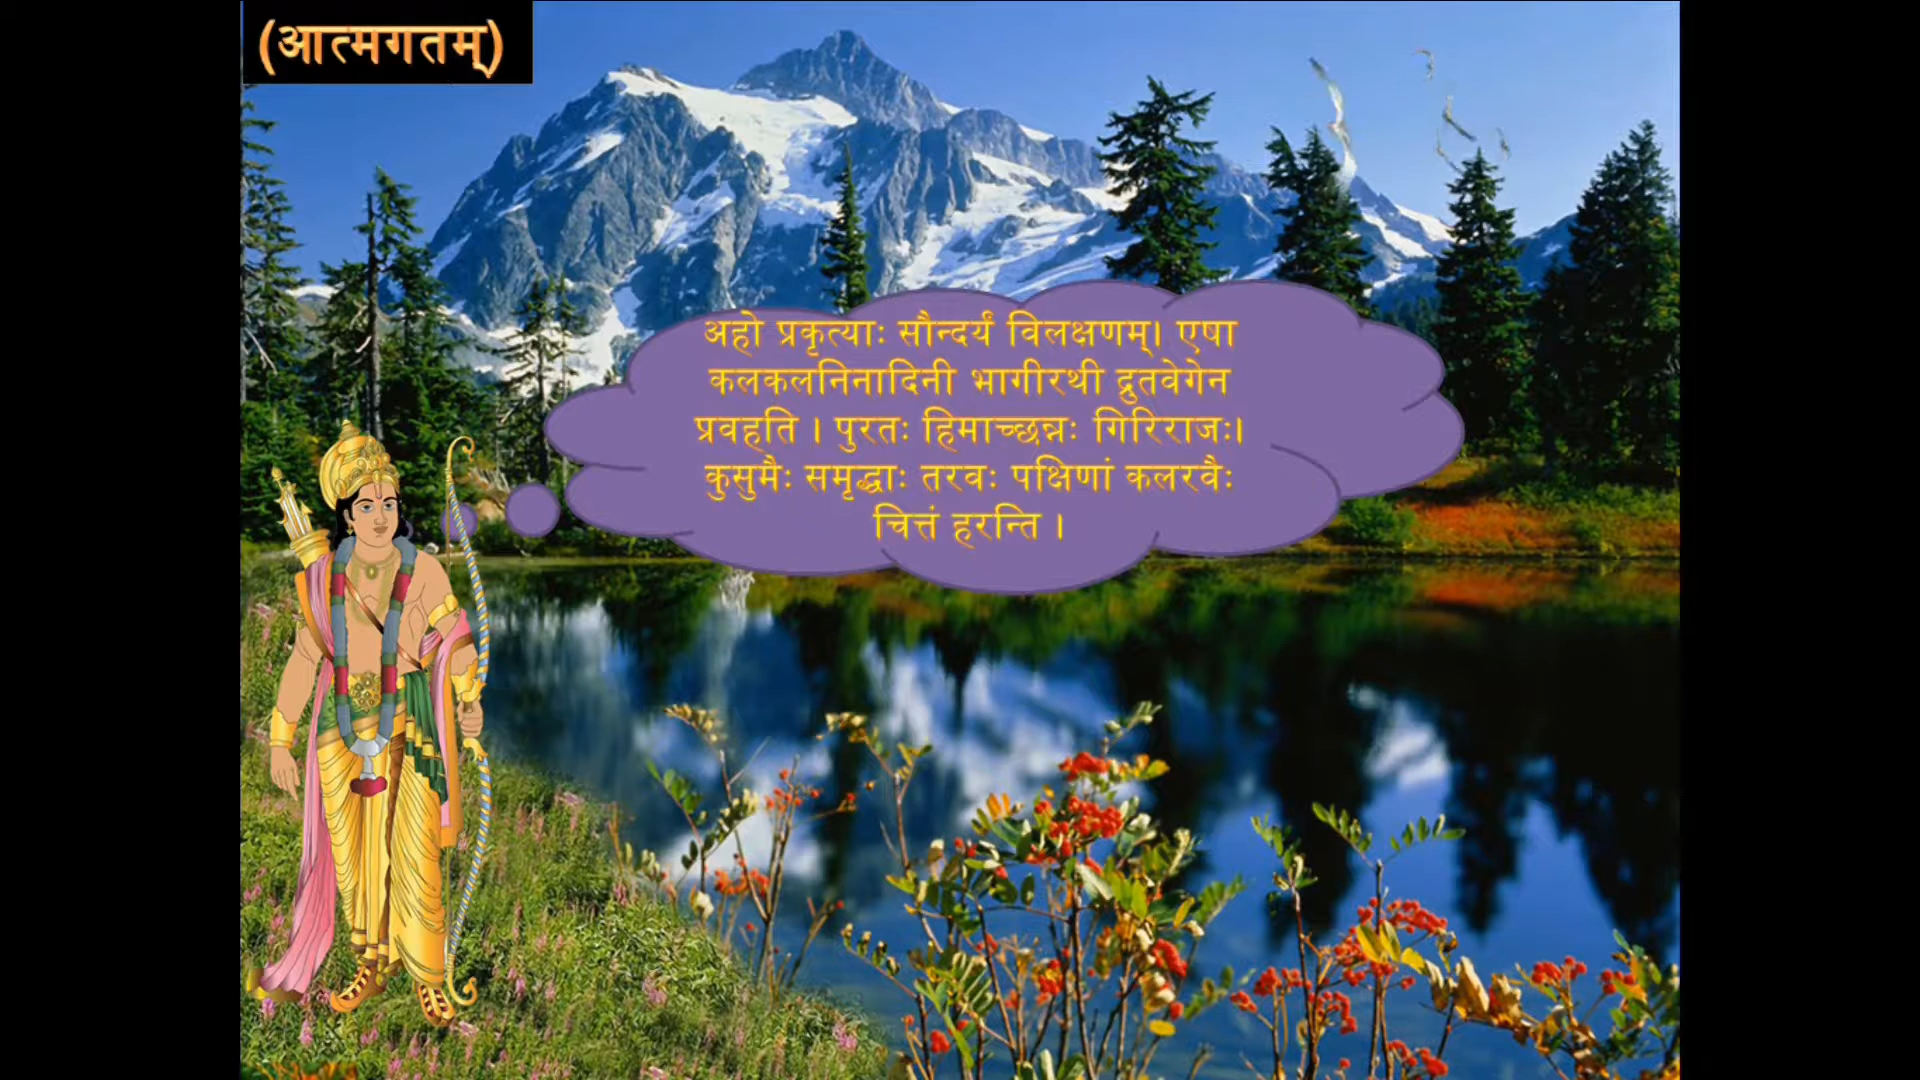 (आत्मगतम्)
अहो प्रकृत्याः सौन्दर्यं विलक्षणम्। एषा
कलकलनिनादिनी भागीरथी द्रुतवेगेन
प्रवहति । पुरतः हिमाच्छन्नः गिरिराजः।
कुसुमैः समृद्धाः तरवः पक्षिणां कलरवैः
चित्तं हरन्ति ।